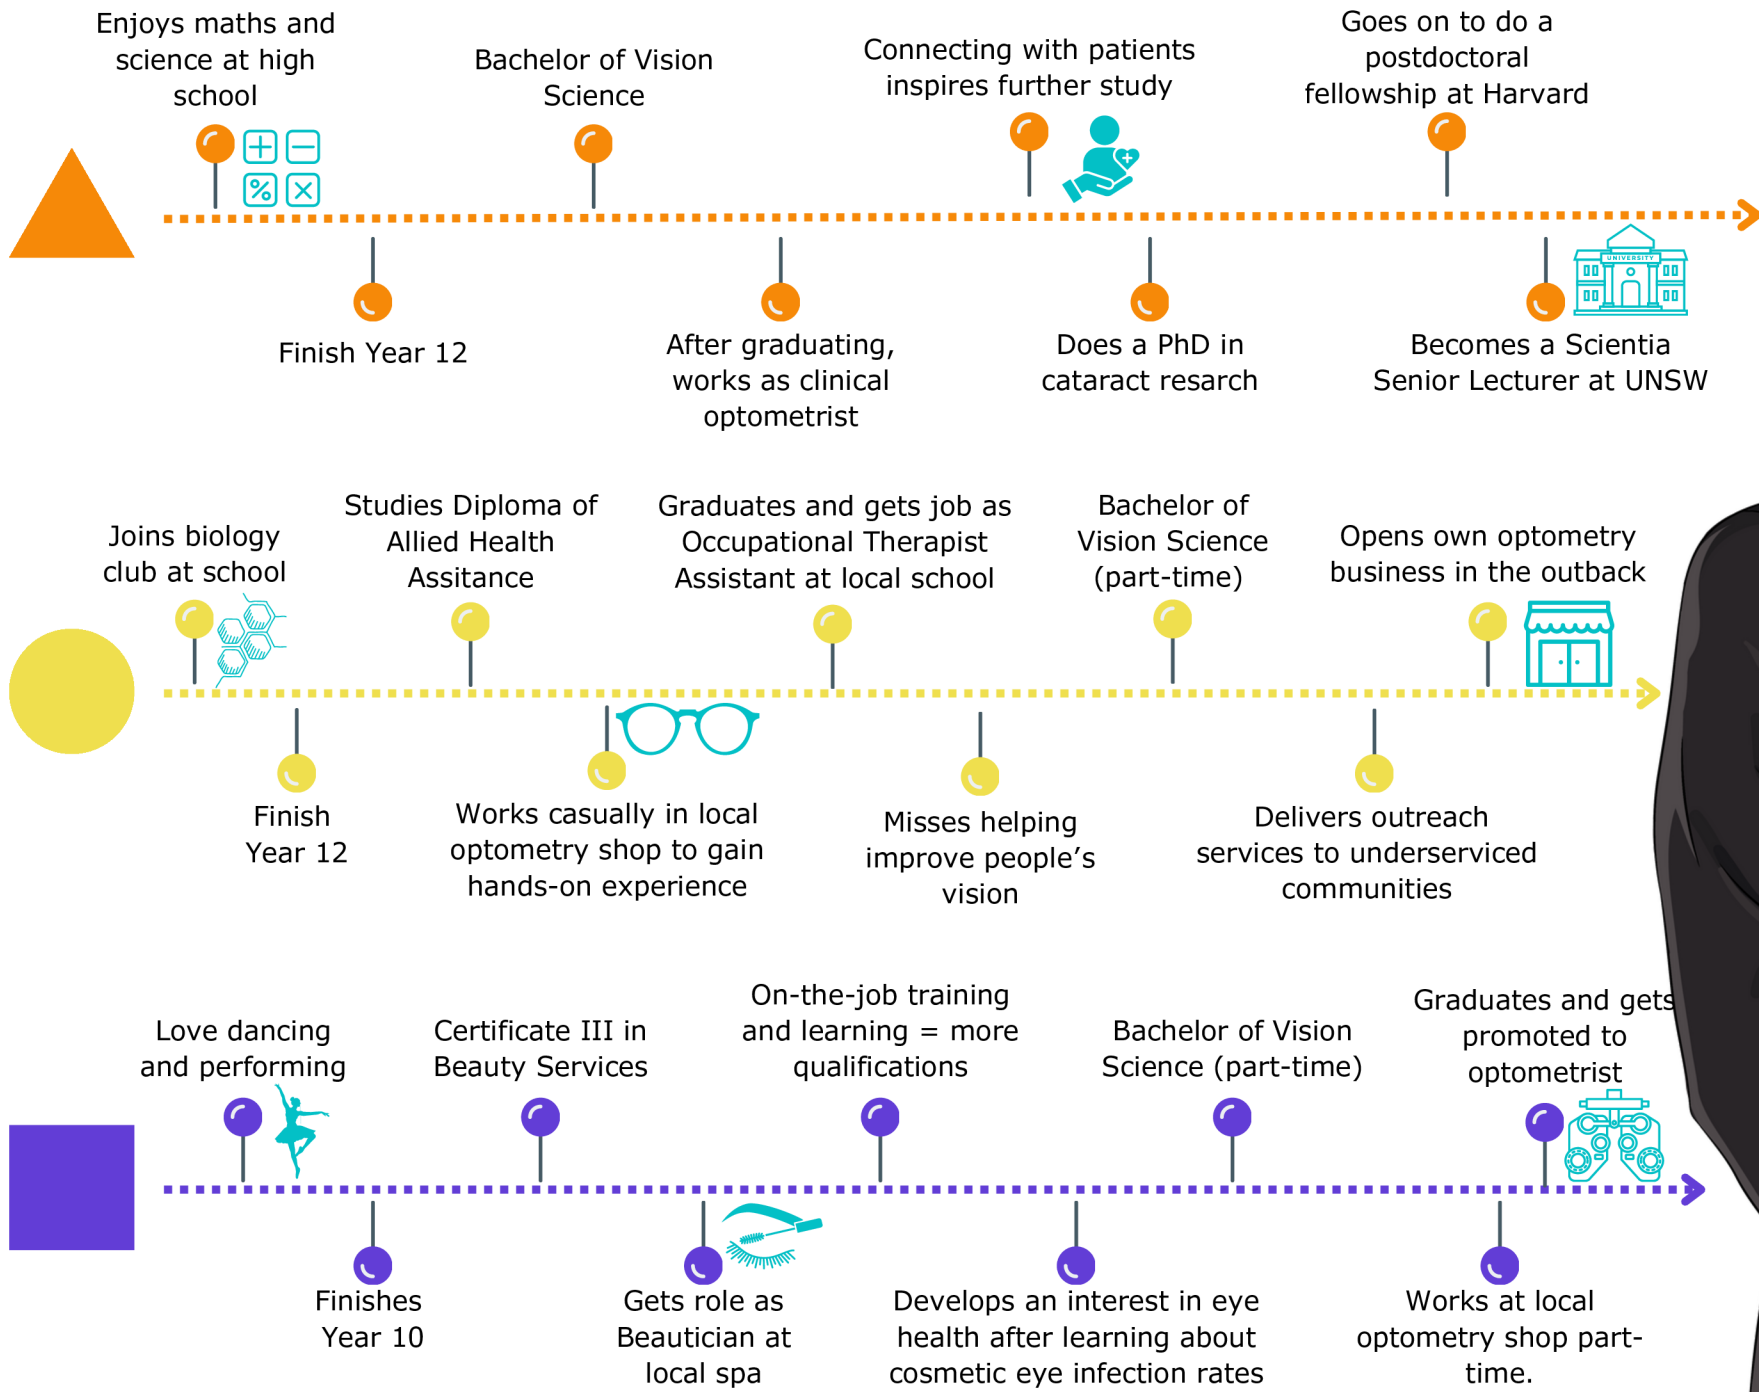 Enjoys maths and
science at high
school
Finish Year 12
Bachelor of Vision
Science
After graduating,
works as clinical
optometrist
Connecting with patients
inspires further study
Does a PhD in
cataract resarch
Goes on to do a
postdoctoral
fellowship at Harvard
UNIVERSITY
Becomes a Scientia
Senior Lecturer at UNSW
Joins biology
club at school
Finish
Year 12
Studies Diploma of
Allied Health
Assitance
Works casually in local
optometry shop to gain
hands-on experience
Graduates and gets job as
Occupational Therapist
Assistant at local school
Misses helping
improve people’s
vision
Bachelor of
Vision Science
(part-time)
Delivers outreach
services to underserviced
communities
Opens own optometry
business in the outback
Love dancing
and performing
Finishes
Year 10
Certificate III in
Beauty Services
Gets role as
Beautician at
local spa
On-the-job training
and learning = more
qualifications
Develops an interest in eye
health after learning about
cosmetic eye infection rates
Bachelor of Vision
Science (part-time)
Works at local
optometry shop part-
time.
Graduates and gets
promoted to
optometrist